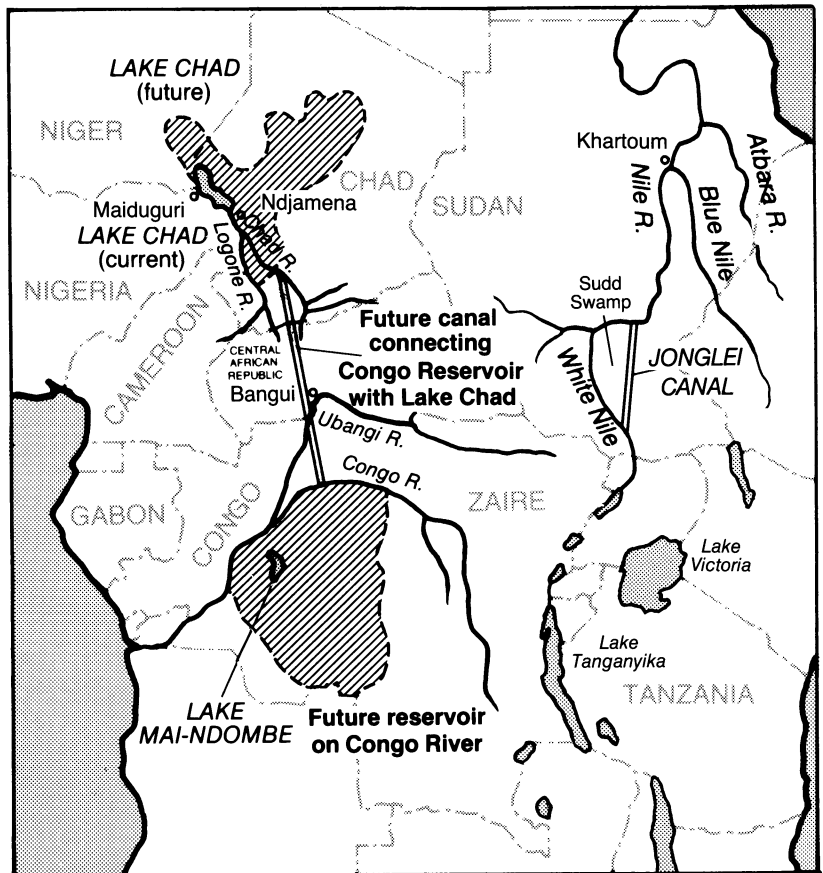 LAKE CHAD
(future)
NIGER
Khartoum
Atbara R.
CHAD
Ndjamena
SUDAN
Nile R.
Blue Nile
Maiduguri
LAKE CHAD
(current)
Chad R.
Logone R.
NIGERIA
Sudd
Swamp
CAMEROON
Future canal
connecting
Congo Reservoir
with Lake Chad
CENTRAL
AFRICAN
REPUBLIC
Bangui
White Nile
JONGLEI
CANAL
Ubangi R.
Congo R.
ZAIRE
GABON
CONGO
Lake
Victoria
Lake
Tanganyika
TANZANIA
LAKE
MAI-NDOMBE
Future reservoir
on Congo River